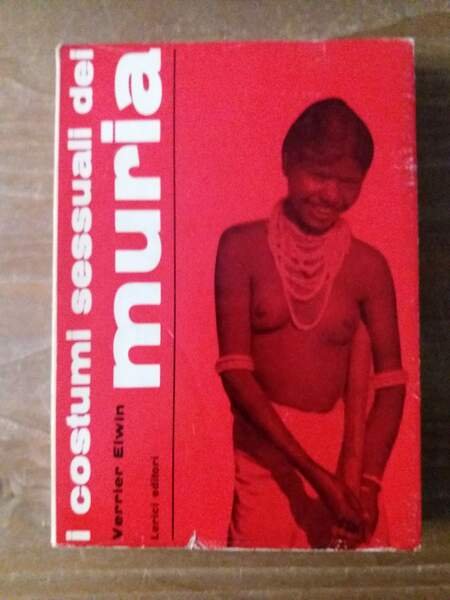 i costumi sessuali dei
muria
Verrier Elwin
Lerici editori